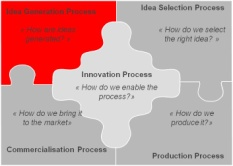 Idea Generation Process
Idea Selection Process
« How are ideas
generated? »
« How do we select
the right idea? »
Innovation Process
« How do we enable the
process? »
« How do we bring it
to the market»
« How do we
produce it? »
Commercialisation Process
Production Process